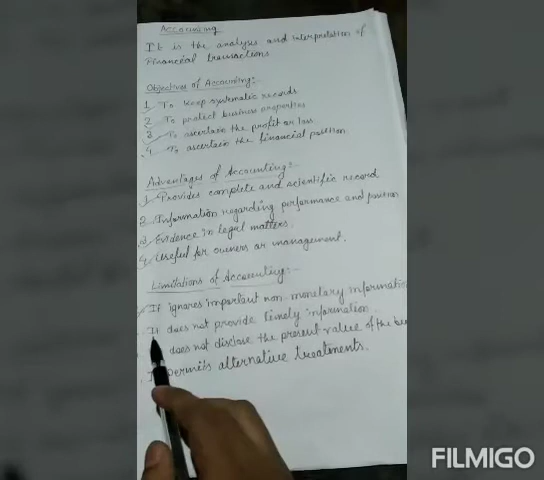 Accounting
It is the analysis and interpretation of
Financial transactions
Objectives of Accounting:-
1. To keep systematic records
2. To protect business properties
3. To ascertain the profit or loss
4. To ascertain the financial position
Advantages of Accounting:-
1. Provides complete and scientific record
2. Information regarding performance and position
3. Evidence in legal matters.
4. Useful for owners or management.
Limitations of Accounting:-
It ignores important non-monetary information
It does not provide timely information.
does not disclose the present value of the
permits alternative treatments.
FILMIGO